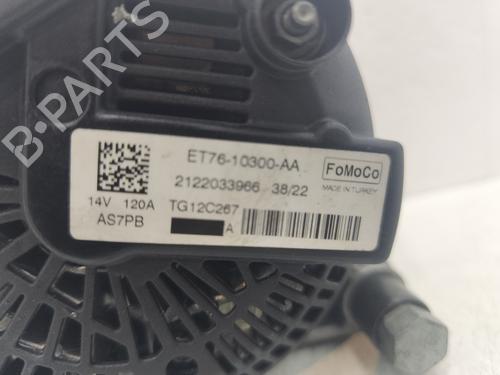 B-PARTS
ET76-10300-AA
FoMoCo
2122033966 38/22
MADE IN TURKEY
14V 120A TG12C267
AS7PB
A